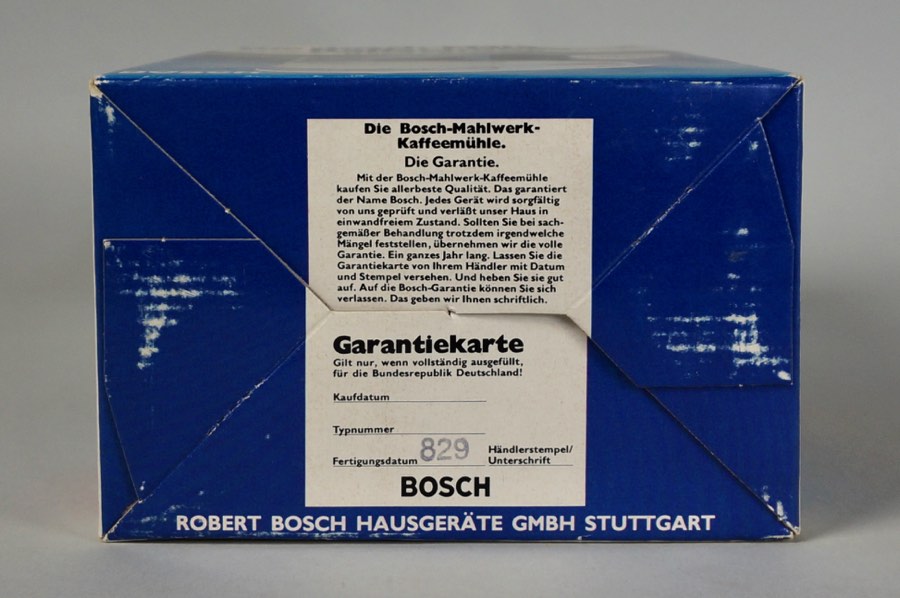 Die Bosch-Mahlwerk-
Kaffeemühle.
Die Garantie.
Mit der Bosch-Mahlwerk-Kaffeemühle
kaufen Sie allerbeste Qualität. Das garantiert
der Name Bosch. Jedes Gerät wird sorgfältig
von uns geprüft und verläßt unser Haus in
einwandfreiem Zustand. Sollten Sie bei sach-
gemäßer Behandlung trotzdem irgendwelche
Mängel feststellen, übernehmen wir die volle
Garantie. Ein ganzes Jahr lang. Lassen Sie die
Garantiekarte von Ihrem Händler mit Datum
und Stempel versehen. Und heben Sie sie gut
auf. Auf die Bosch-Garantie können Sie sich
verlassen. Das geben wir Ihnen schriftlich.
Garantiekarte
Gilt nur, wenn vollständig ausgefüllt,
für die Bundesrepublik Deutschland!
Kaufdatum
Typnummer
Fertigungsdatum 829
Händlerstempel/
Unterschrift
BOSCH
ROBERT BOSCH HAUSGERÄTE GMBH STUTTGART